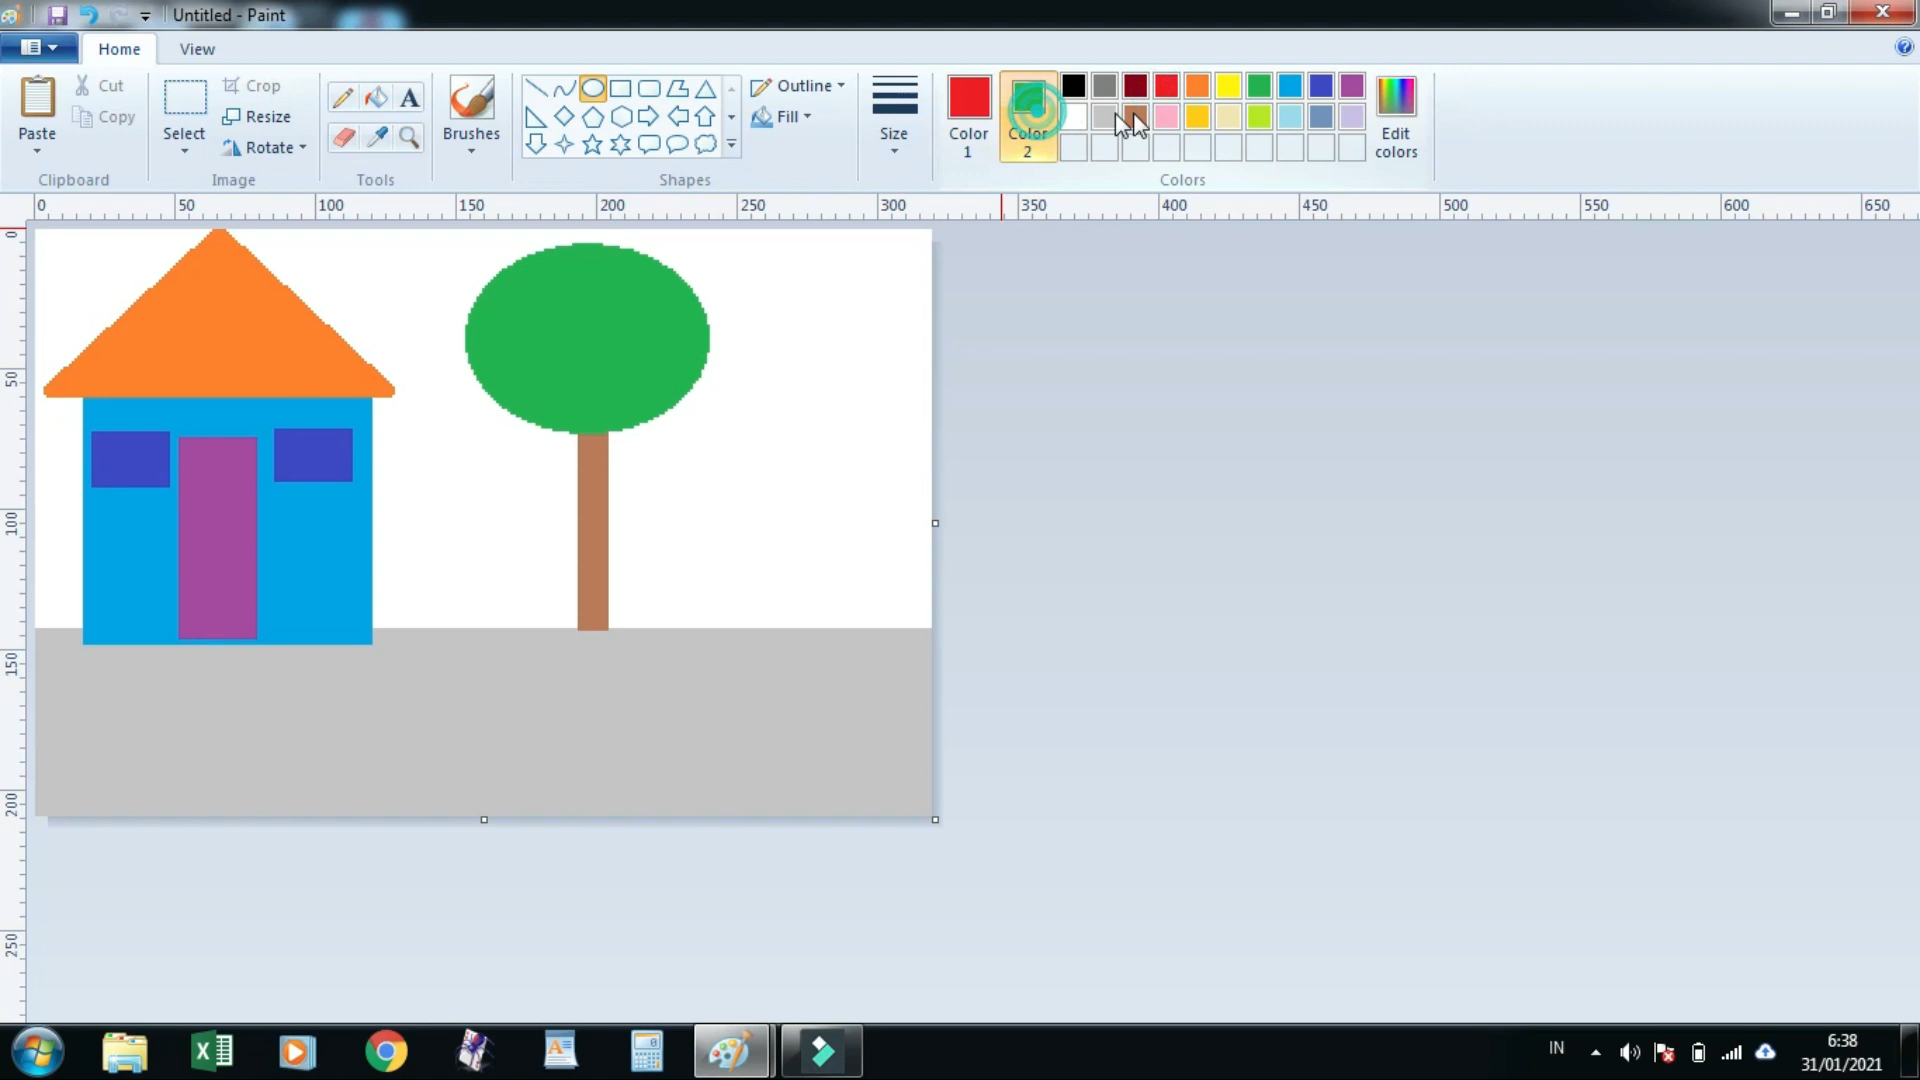 Untitled - Paint
Home
View
Paste
Cut
Copy
Clipboard
Select
Crop
Resize
Rotate
Image
A
Tools
Brushes
Outline
Fill
Shapes
Size
Color
1
Color
2
Edit
colors
Colors
0 50 100 150 200 250 300 350 400 450 500 550 600 650
0
50
100
150
200
250
IN
6:38
31/01/2021